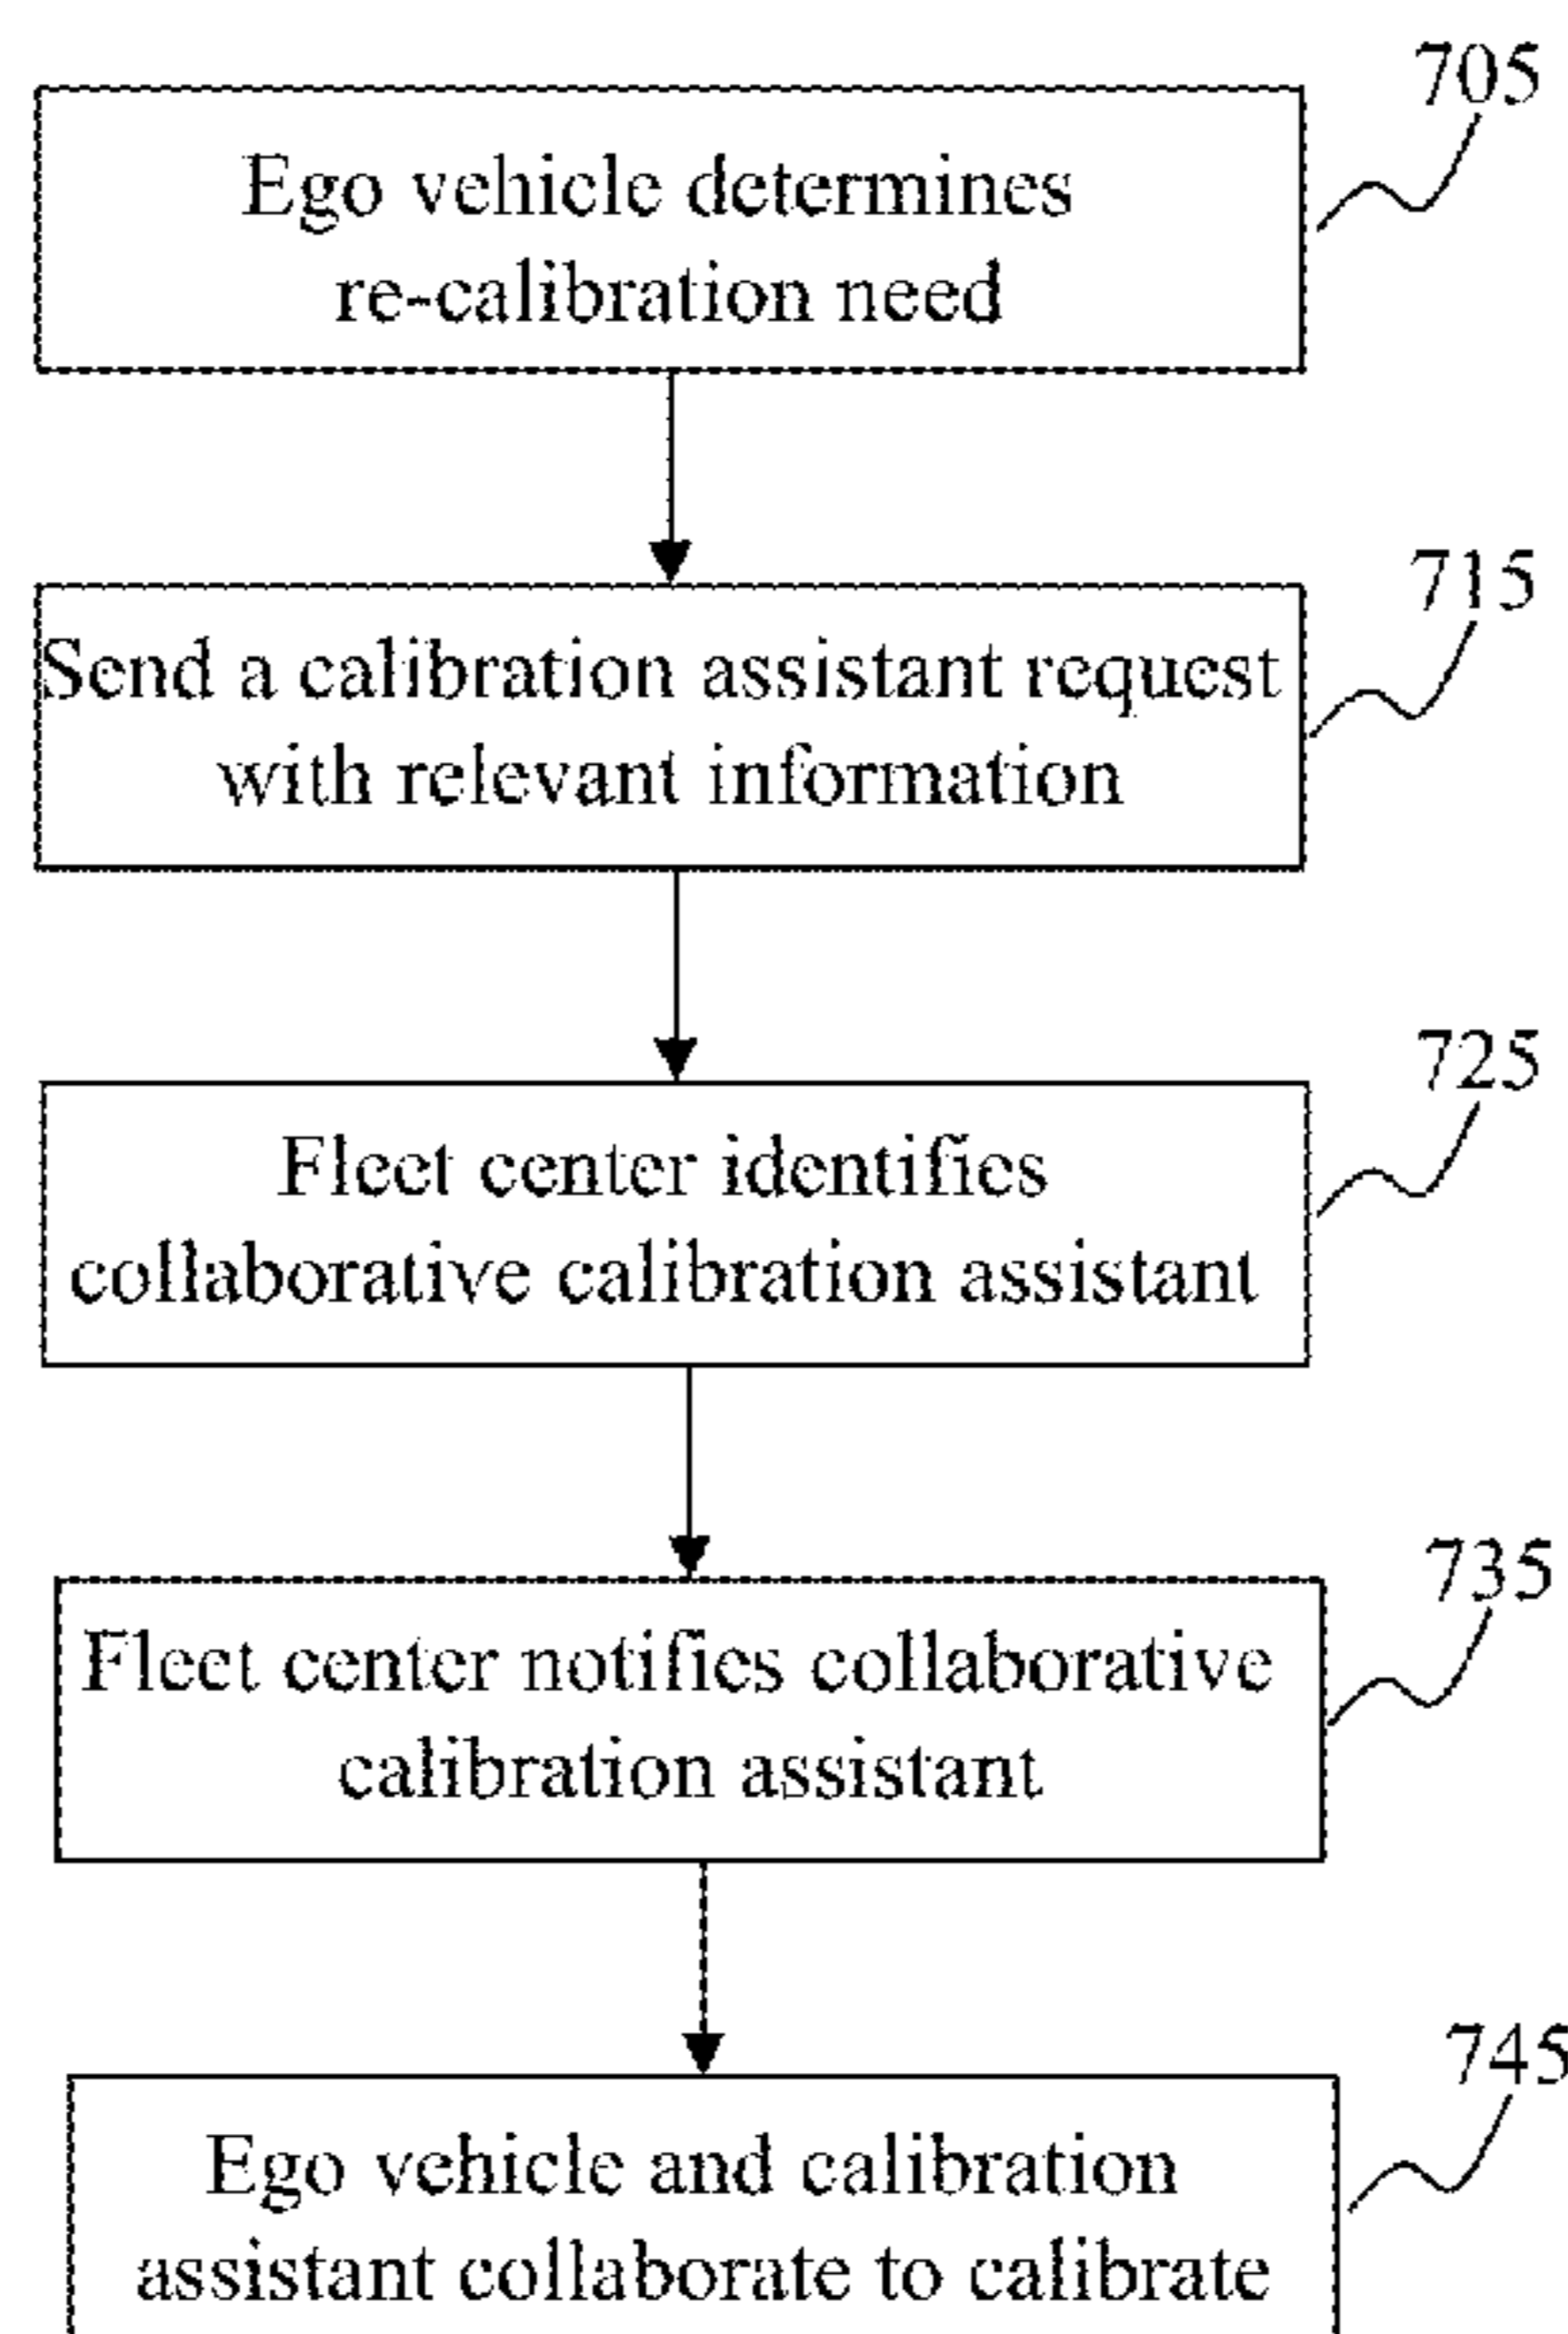 705
Ego vehicle determines
re-calibration need
715
Send a calibration assistant request
with relevant information
725
Fleet center identifies
collaborative calibration assistant
735
Fleet center notifies collaborative
calibration assistant
745
Ego vehicle and calibration
assistant collaborate to calibrate